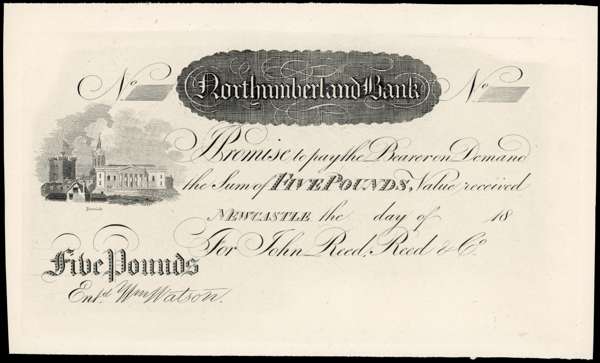 No Northumberland Bank No
I Promise to pay the Bearer on Demand
the Sum of FIVE POUNDS, Value received
NEWCASTLE the day of 18
For John Reed, Reed & Co.
Five Pounds
Entd. Wm Watson.